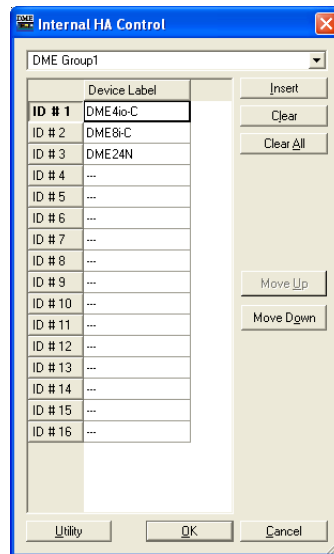 DME Internal HA Control
DME Group1
Device Label
Insert
ID # 1 DME4io-C
Clear
ID # 2 DME8i-C
Clear All
ID # 3 DME24N
ID # 4 ---
ID # 5 ---
ID # 6 ---
ID # 7 ---
ID # 8 ---
ID # 9 ---
Move Up
ID # 10 ---
Move Down
ID # 11 ---
ID # 12 ---
ID # 13 ---
ID # 14 ---
ID # 15 ---
ID # 16 ---
Utility OK Cancel